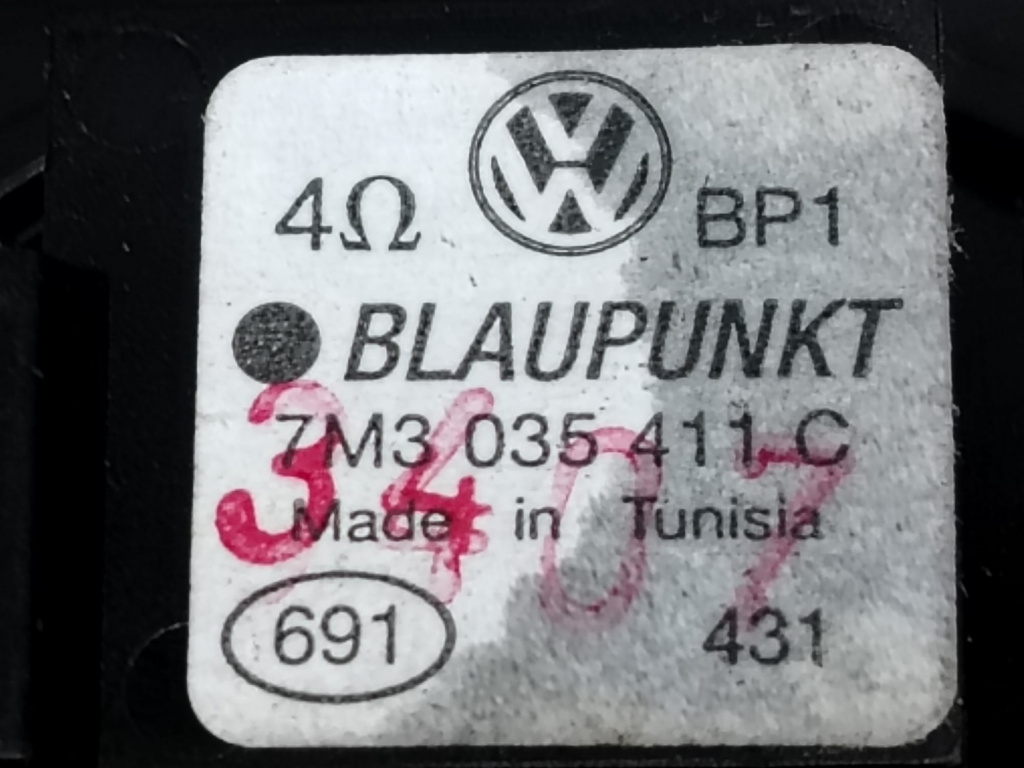 4Ω BP1
BLAUPUNKT
7M3 035 411 C
3407
Made in Tunisia
691 431